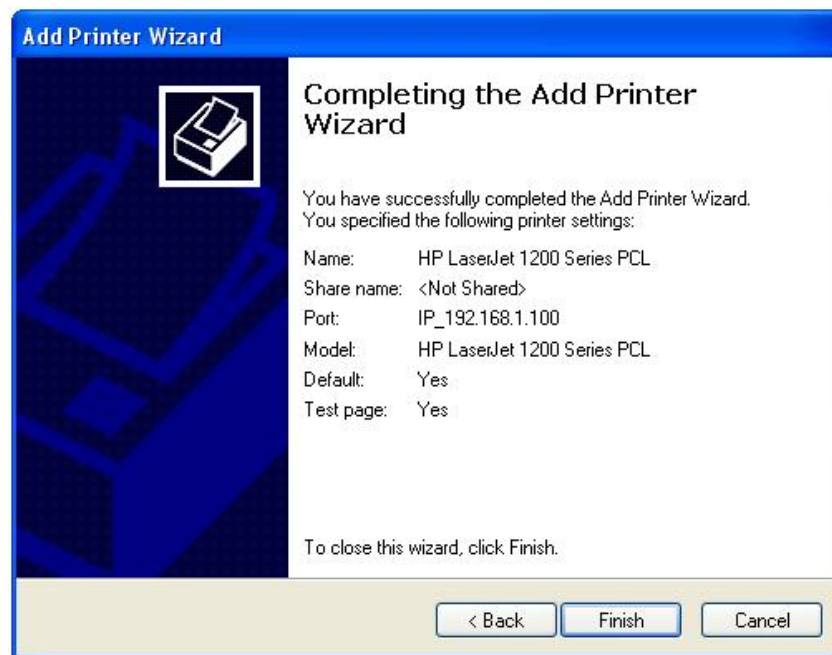 Add Printer Wizard
Completing the Add Printer
Wizard
You have successfully completed the Add Printer Wizard.
You specified the following printer settings:
Name: HP LaserJet 1200 Series PCL
Share name: <Not Shared>
Port: IP_192.168.1.100
Model: HP LaserJet 1200 Series PCL
Default: Yes
Test page: Yes
To close this wizard, click Finish.
< Back Finish Cancel